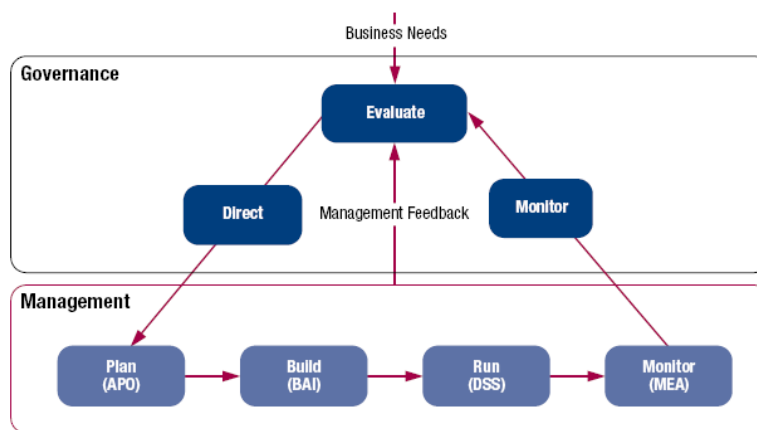 Business Needs
Governance
Evaluate
Direct
Management Feedback
Monitor
Management
Plan
(APO)
Build
(BAI)
Run
(DSS)
Monitor
(MEA)